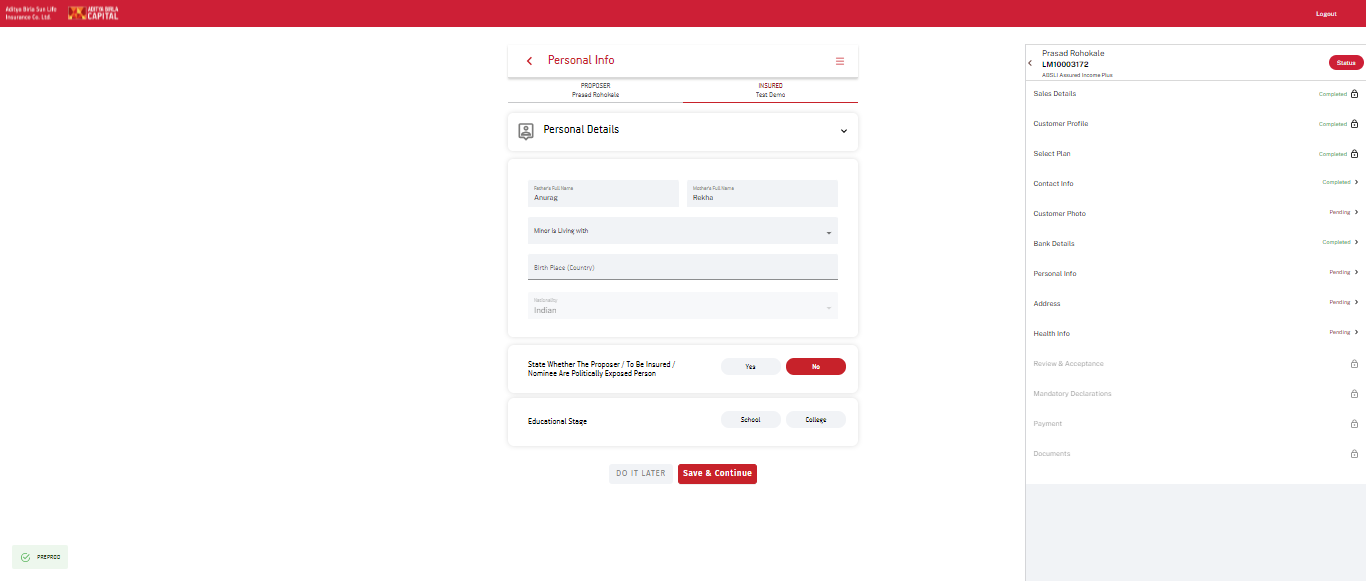 Aditya Birla Sun Life
Insurance Co. Ltd.
ADITYA BIRLA
CAPITAL
Logout
Personal Info
PROPOSER
Prasad Rohokale
INSURED
Test Demo
Personal Details
Father's Full Name
Anurag
Mother's Full Name
Rekha
Minor is Living with
Birth Place (Country)
Nationality
Indian
State Whether The Proposer / To Be Insured /
Nominee Are Politically Exposed Person
Yes
No
Educational Stage
School
College
DO IT LATER
Save & Continue
PREPROD
Prasad Rohokale
LM10003172
ABSLI Assured Income Plus
Status
Sales Details
Completed
Customer Profile
Completed
Select Plan
Completed
Contact Info
Completed
Customer Photo
Pending
Bank Details
Completed
Personal Info
Pending
Address
Pending
Health Info
Pending
Review & Acceptance
Mandatory Declarations
Payment
Documents